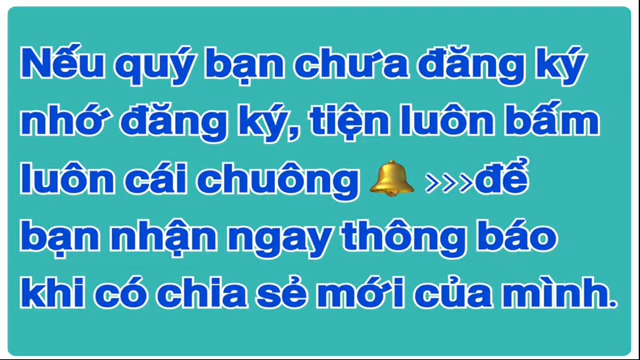 Nếu quý bạn chưa đăng ký
nhớ đăng ký, tiện luôn bấm
luôn cái chuông 🔔 >>>để
bạn nhận ngay thông báo
khi có chia sẻ mới của mình.